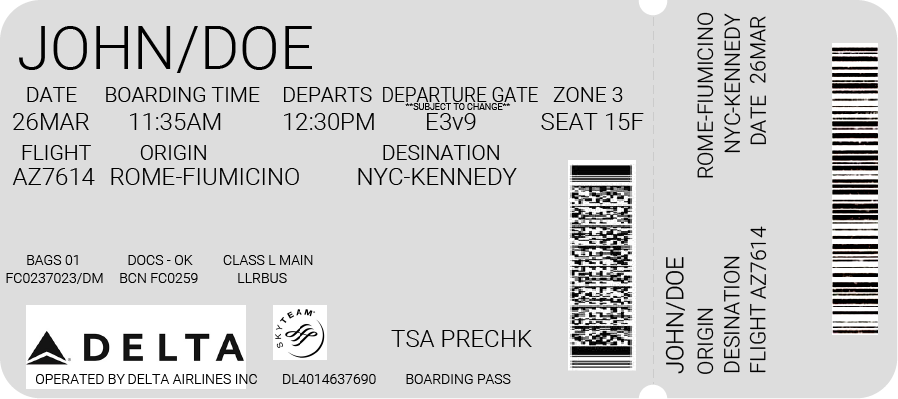 JOHN/DOE
DATE BOARDING TIME DEPARTS DEPARTURE GATE ZONE 3
**SUBJECT TO CHANGE**
26MAR 11:35AM 12:30PM E3v9 SEAT 15F
FLIGHT ORIGIN DESINATION
AZ7614 ROME-FIUMICINO NYC-KENNEDY
BAGS 01 DOCS - OK CLASS L MAIN
FC0237023/DM BCN FC0259 LLRBUS
DELTA
SKYTEAM
TSA PRECHK
OPERATED BY DELTA AIRLINES INC DL4014637690 BOARDING PASS
JOHN/DOE
ORIGIN ROME-FIUMICINO
DESINATION NYC-KENNEDY
FLIGHT AZ7614 DATE 26MAR